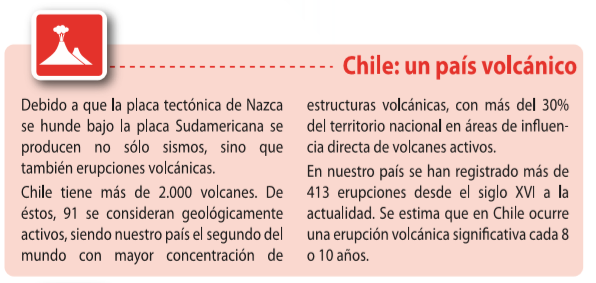 Chile: un país volcánico
Debido a que la placa tectónica de Nazca
se hunde bajo la placa Sudamericana se
producen no sólo sismos, sino que
también erupciones volcánicas.
Chile tiene más de 2.000 volcanes. De
éstos, 91 se consideran geológicamente
activos, siendo nuestro país el segundo del
mundo con mayor concentración de
estructuras volcánicas, con más del 30%
del territorio nacional en áreas de influen-
cia directa de volcanes activos.
En nuestro país se han registrado más de
413 erupciones desde el siglo XVI a la
actualidad. Se estima que en Chile ocurre
una erupción volcánica significativa cada 8
o 10 años.